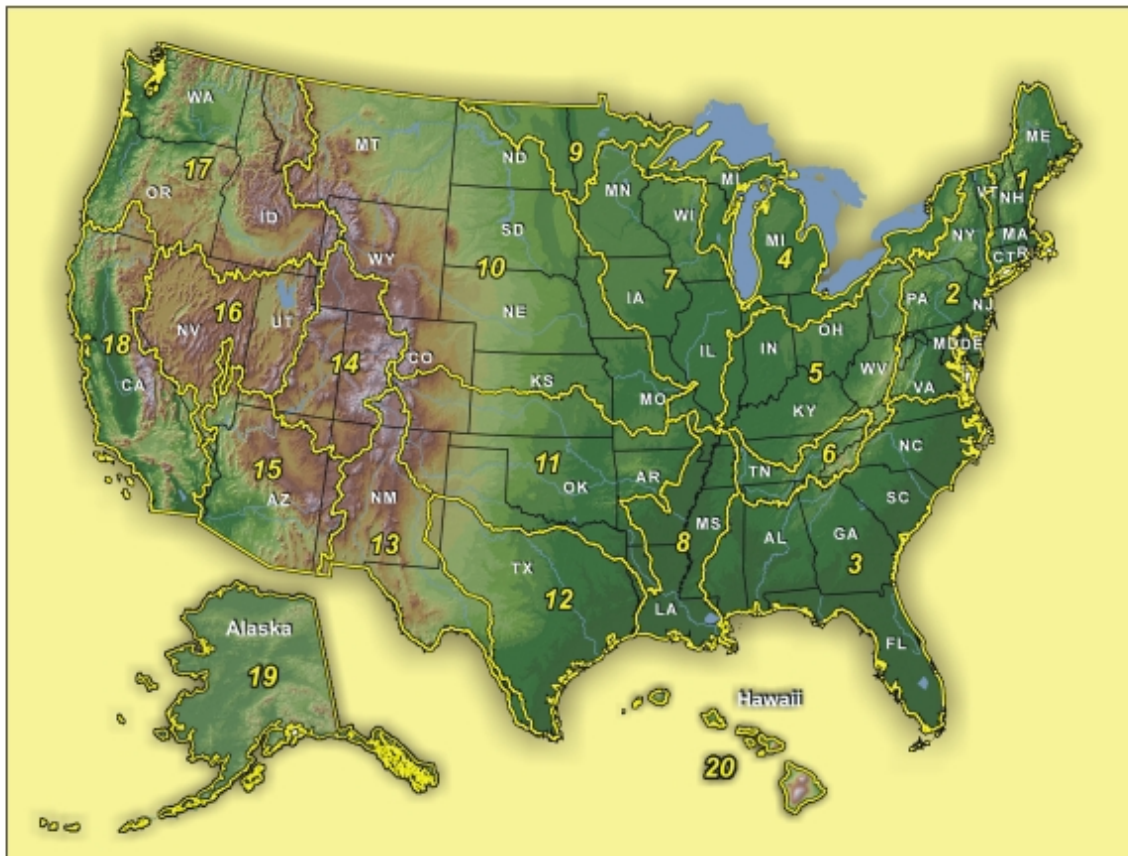 WA
MT
ND
9
MN
MI
ME
17
VT
1
NH
OR
ID
WI
NY
MA
CT
R
SD
MI
4
WY
10
7
IA
PA
2
NJ
NV
16
UT
NE
OH
MD
DE
18
14
CO
IL
IN
WV
CA
KS
MO
5
VA
KY
6
NC
15
11
AR
TN
AZ
NM
OK
SC
MS
AL
GA
13
8
3
TX
12
LA
Alaska
FL
19
Hawaii
20